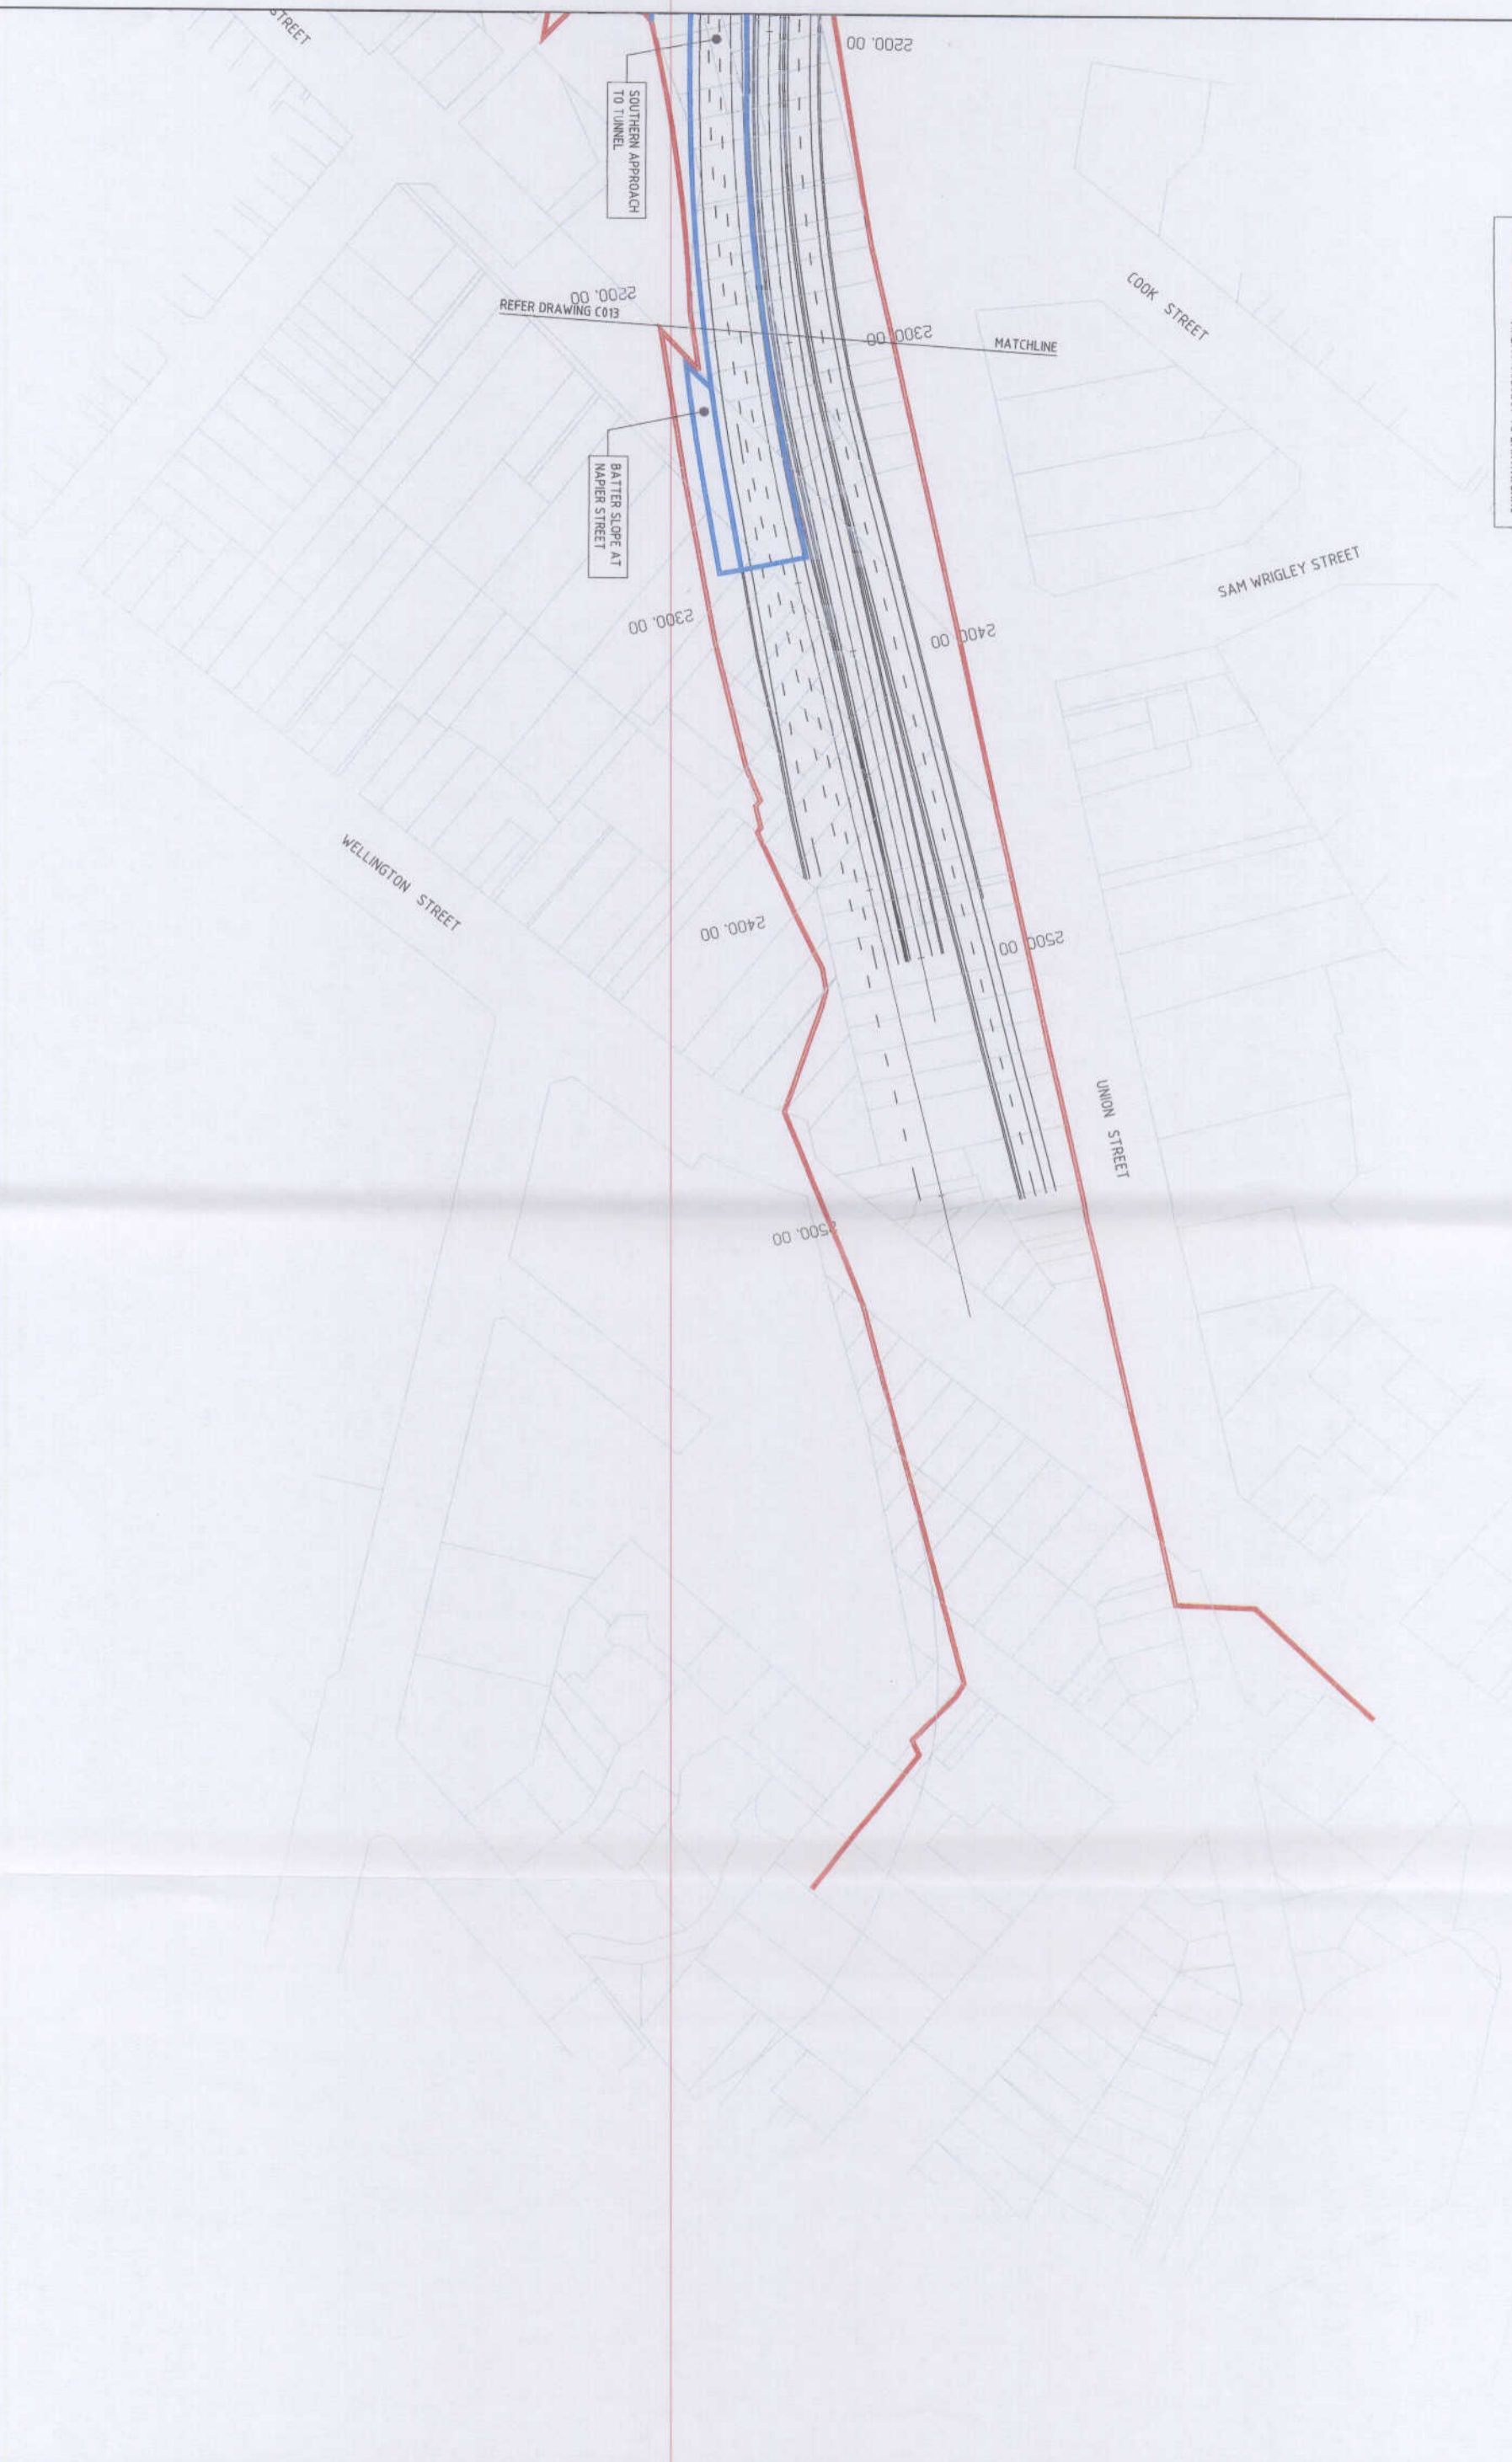 STREET
2200. 00
SOUTHERN APPROACH
TO TUNNEL
COOK STREET
2200. 00
REFER DRAWING C013
2300. 00
MATCHLINE
BATTER SLOPE AT
NAPIER STREET
SAM WRIGLEY STREET
2300. 00
2400. 00
WELLINGTON STREET
2400. 00
2500. 00
UNION STREET
500. 00